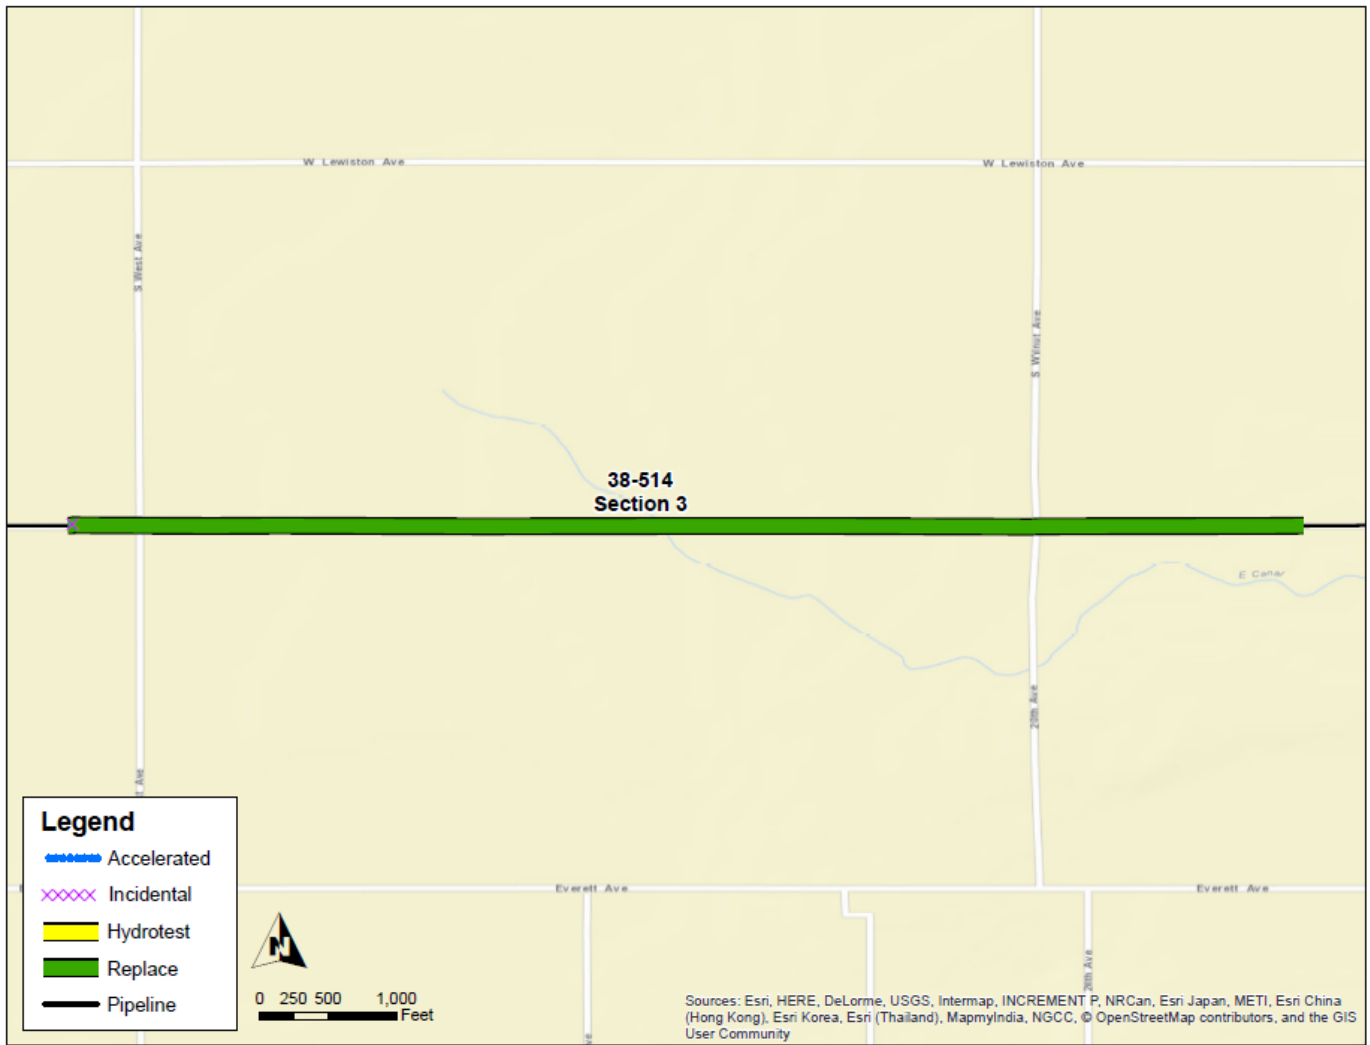 W Lewiston Ave
W Lewiston Ave
S West Ave
S Wilnut Ave
38-514
Section 3
E Canal
20th Ave
Legend
Accelerated
Incidental
Hydrotest
Replace
Pipeline
Everett Ave
Everett Ave
N
0 250 500 1,000
Feet
Sources: Esri, HERE, DeLorme, USGS, Intermap, INCREMENT P, NRCan, Esri Japan, METI, Esri China
(Hong Kong), Esri Korea, Esri (Thailand), MapmyIndia, NGCC, © OpenStreetMap contributors, and the GIS
User Community